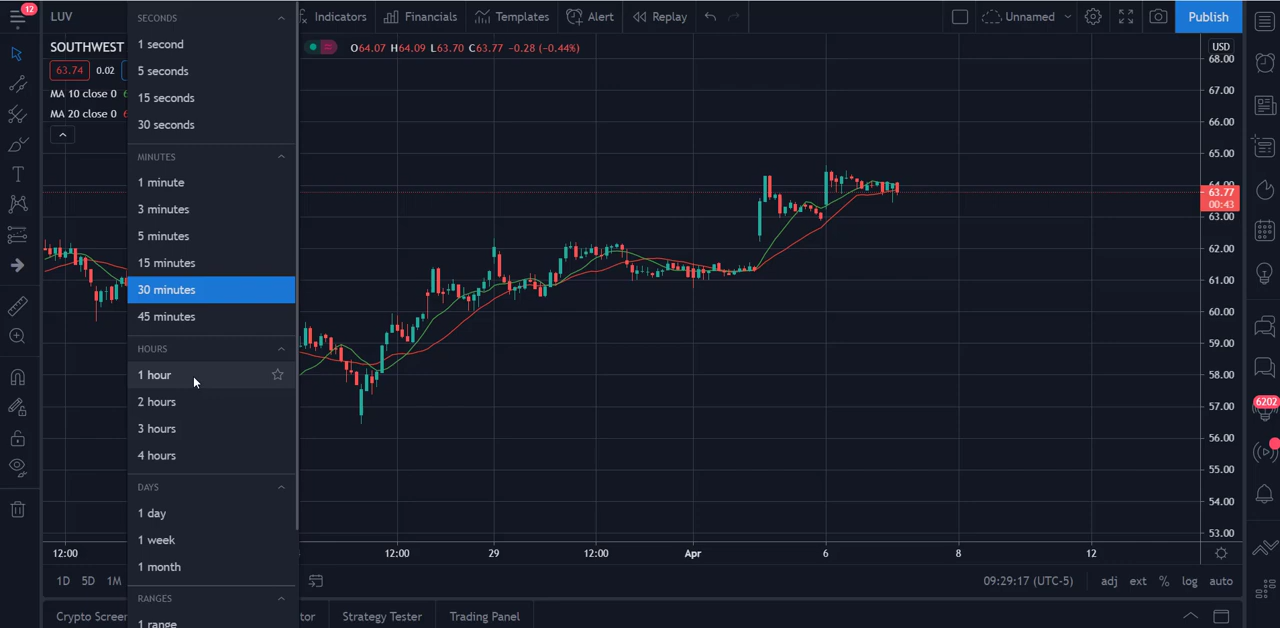 12
LUV
Indicators
Financials
Templates
Alert
Replay
Unnamed
Publish
SOUTHWEST
O64.07 H64.09 L63.70 C63.77 −0.28 (−0.44%)
63.74 0.02
MA 10 close 0
MA 20 close 0
SECONDS
1 second
5 seconds
15 seconds
30 seconds
MINUTES
1 minute
3 minutes
5 minutes
15 minutes
30 minutes
45 minutes
HOURS
1 hour
2 hours
3 hours
4 hours
DAYS
1 day
1 week
1 month
RANGES
1 range
USD
68.00
67.00
66.00
65.00
64.00
63.77
00:43
63.00
62.00
61.00
60.00
59.00
58.00
57.00
56.00
55.00
54.00
53.00
6202
12:00 12:00 29 12:00 Apr 6 8 12
1D 5D 1M
09:29:17 (UTC-5) adj ext % log auto
Crypto Screen
tor
Strategy Tester
Trading Panel